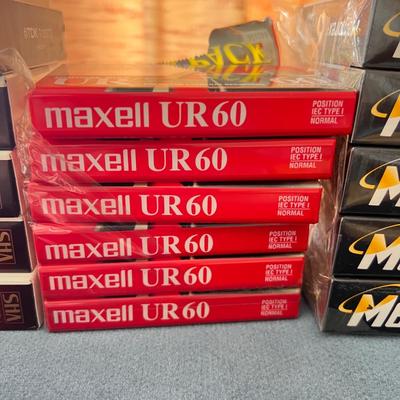 PACK
maxell UR60
POSITION
IEC TYPE I
NORMAL
maxell UR60
POSITION
IEC TYPE I
NORMAL
maxell UR60
POSITION
IEC TYPE I
NORMAL
maxell UR60
POSITION
IEC TYPE I
NORMAL
maxell UR60
POSITION
IEC TYPE I
NORMAL
maxell UR60
POSITION
IEC TYPE I
NORMAL
VHS
VHS